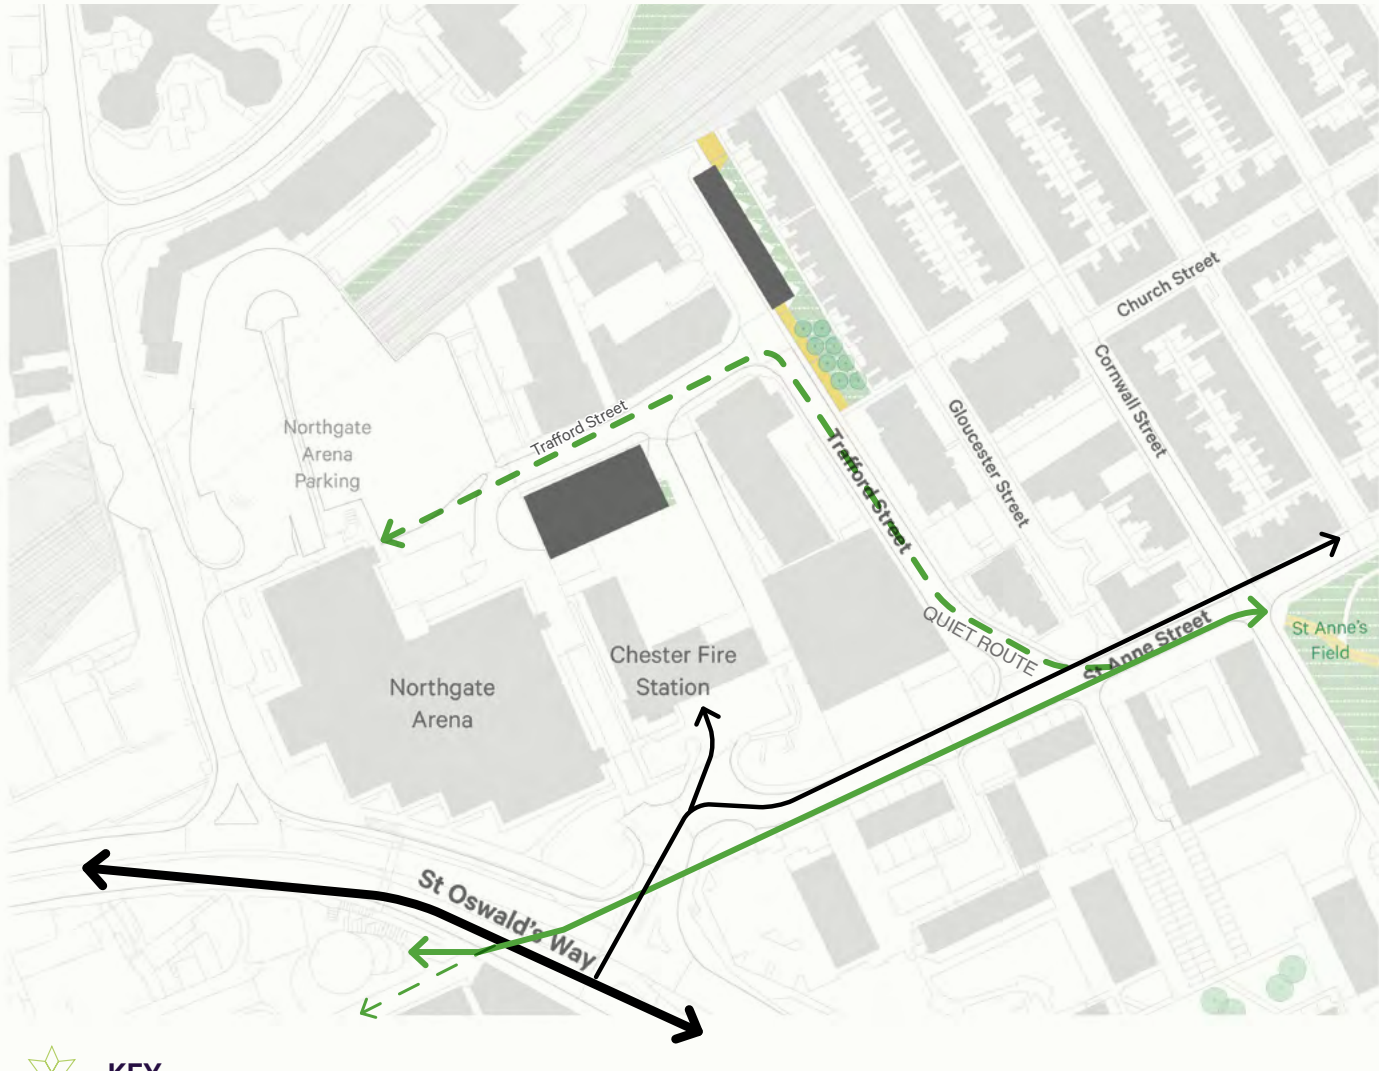 Church Street
Cornwall Street
Gloucester Street
Northgate
Arena
Parking
Trafford Street
Trafford Street
QUIET ROUTE
St Anne Street
St Anne's
Field
Chester Fire
Station
Northgate
Arena
St Oswald's Way
KEY